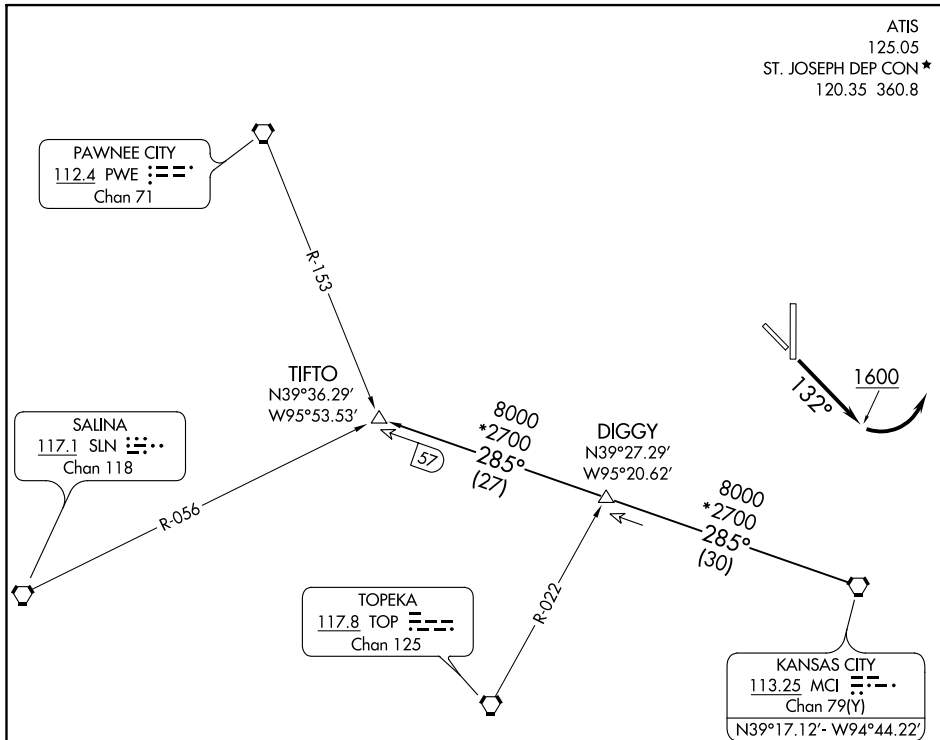 ATIS
125.05
ST. JOSEPH DEP CON ★
120.35 360.8
PAWNEE CITY
112.4 PWE
Chan 71
R-153
TIFTO
N39°36.29'
W95°53.53'
8000
*2700
285°
(27)
57
DIGGY
N39°27.29'
W95°20.62'
1600
132°
SALINA
117.1 SLN
Chan 118
R-056
8000
*2700
285°
(30)
TOPEKA
117.8 TOP
Chan 125
R-022
KANSAS CITY
113.25 MCI
Chan 79(Y)
N39°17.12'- W94°44.22'